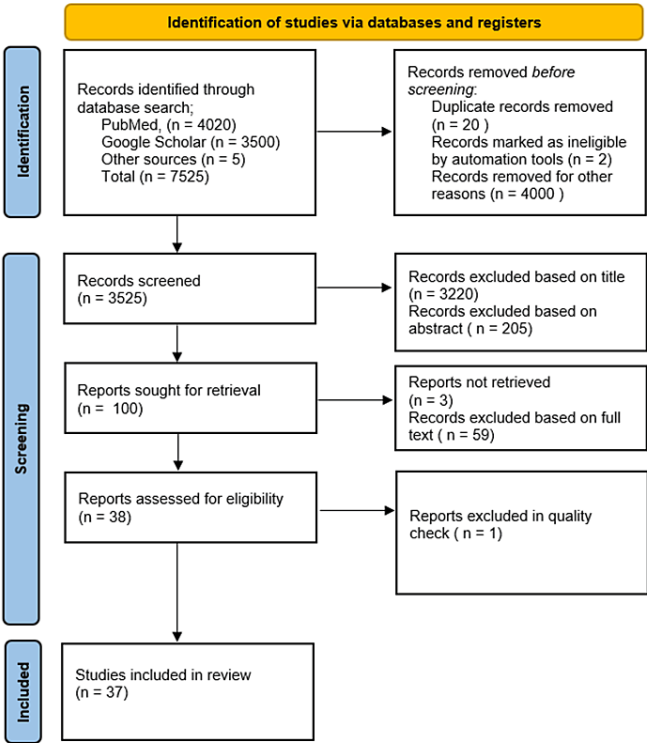 Identification of studies via databases and registers
Identification
Records identified through
database search;
PubMed, (n = 4020)
Google Scholar (n = 3500)
Other sources (n = 5)
Total (n = 7525)
Records removed before
screening:
Duplicate records removed
(n = 20 )
Records marked as ineligible
by automation tools (n = 2)
Records removed for other
reasons (n = 4000 )
Screening
Records screened
(n = 3525)
Records excluded based on title
(n = 3220)
Records excluded based on
abstract ( n = 205)
Reports sought for retrieval
(n = 100)
Reports not retrieved
(n = 3)
Records excluded based on full
text ( n = 59)
Reports assessed for eligibility
(n = 38)
Reports excluded in quality
check ( n = 1)
Included
Studies included in review
(n = 37)